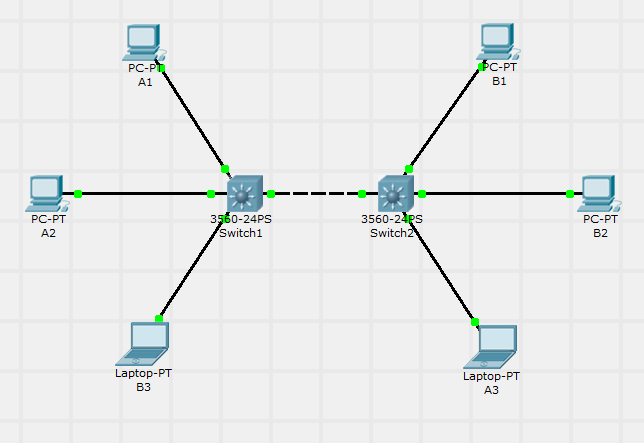 PC-PT
A1
PC-PT
B1
PC-PT
A2
3560-24PS
Switch1
3560-24PS
Switch2
PC-PT
B2
Laptop-PT
B3
Laptop-PT
A3